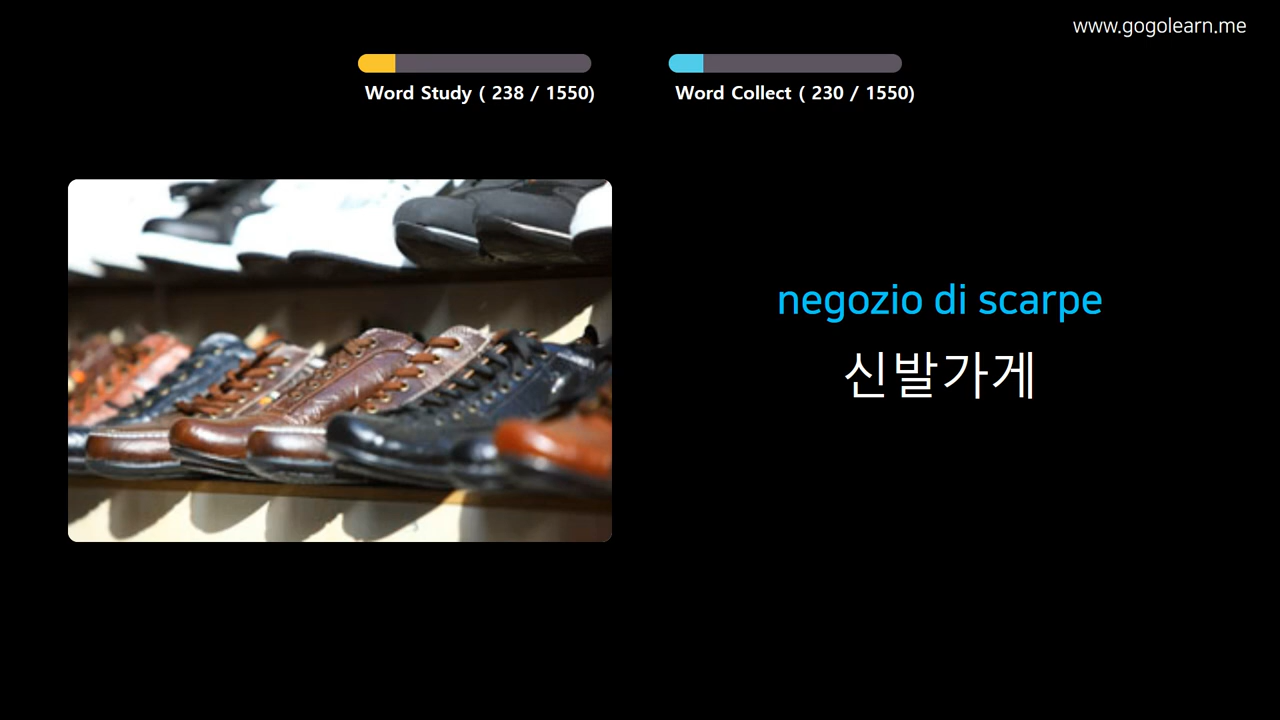 www.gogolearn.me
Word Study ( 238 / 1550)
Word Collect ( 230 / 1550)
negozio di scarpe
신발가게